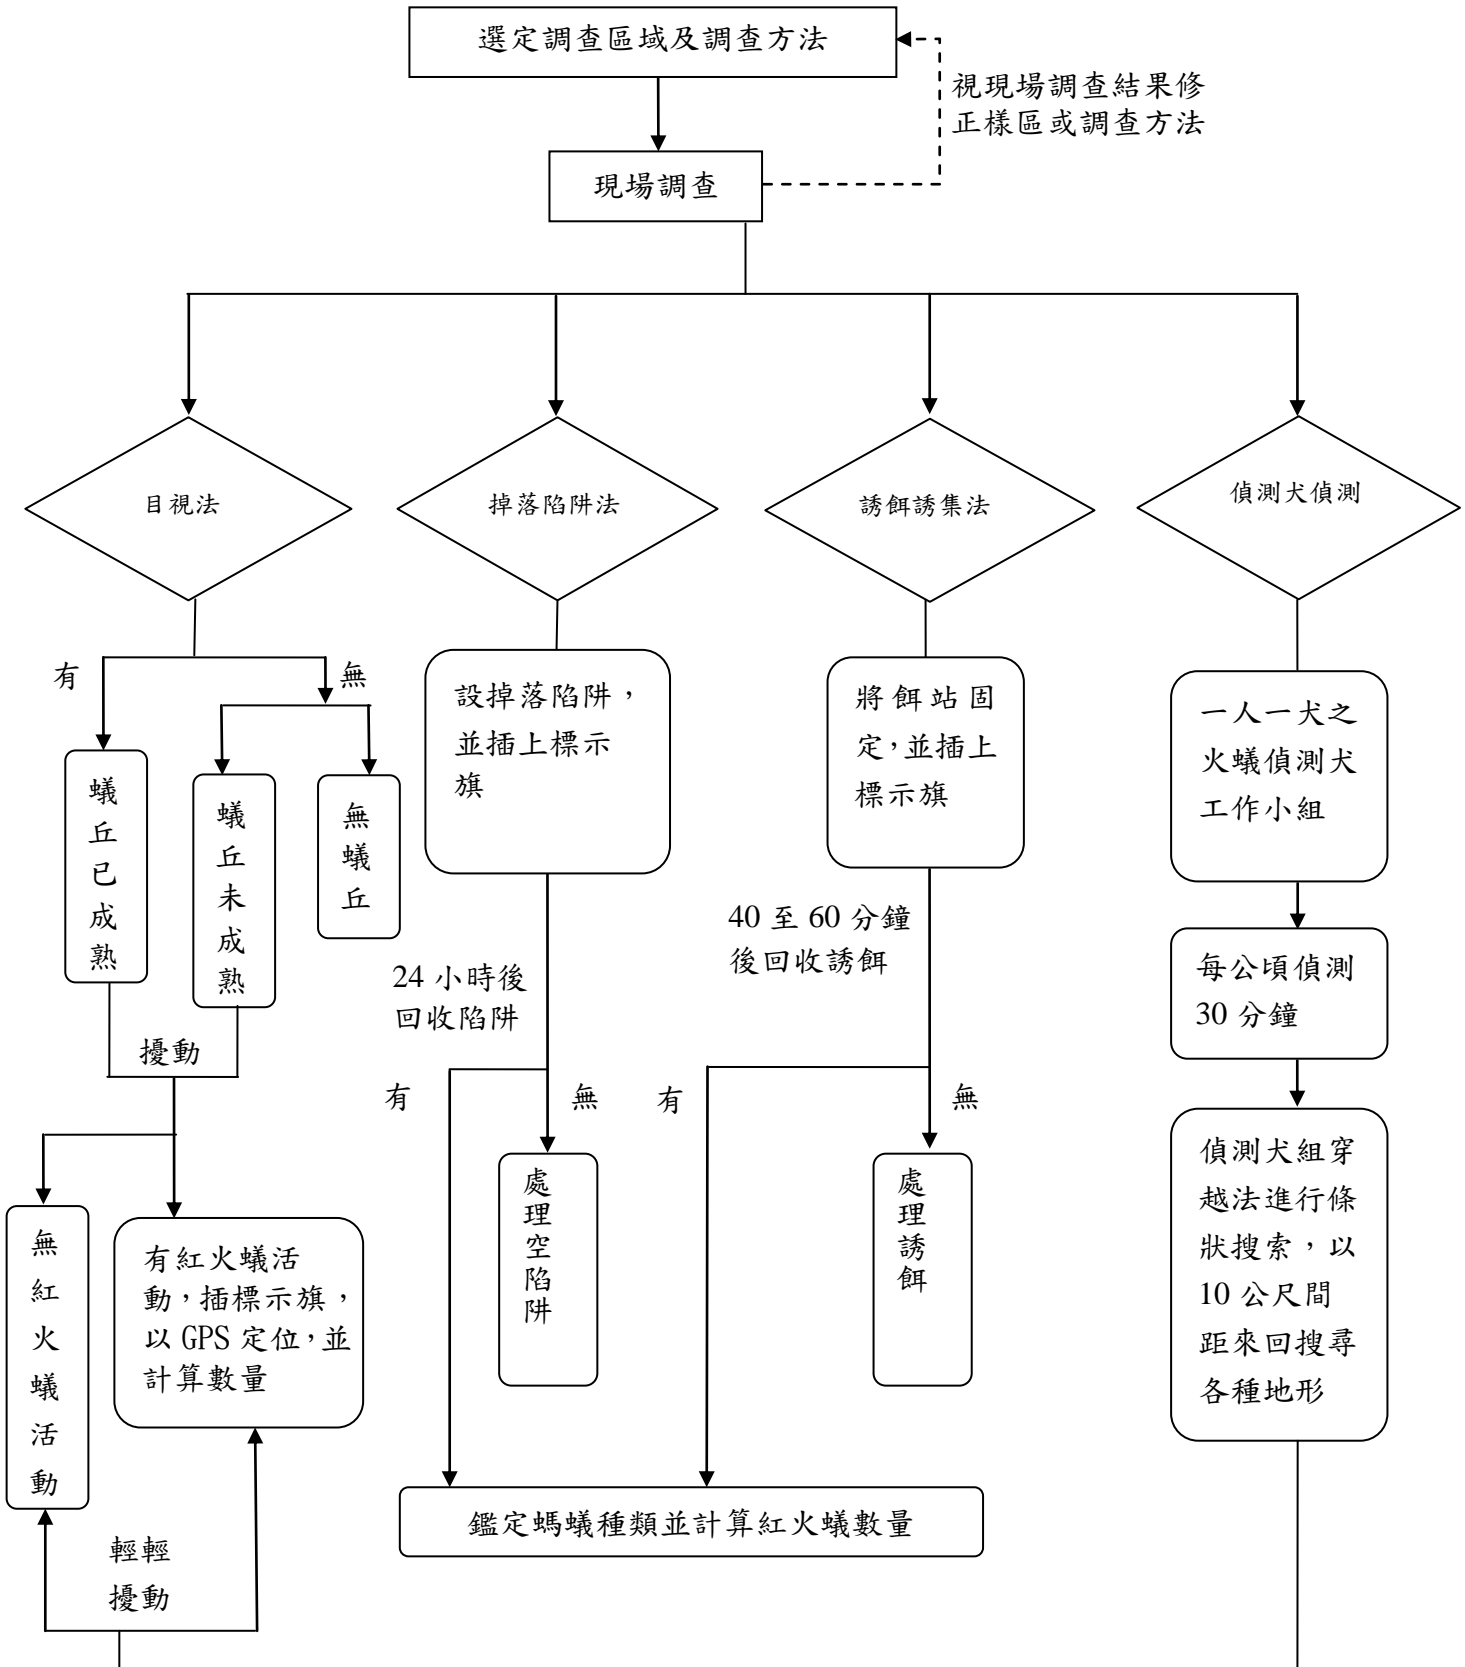 選定調查區域及調查方法
視現場調查結果修
正樣區或調查方法
現場調查
目視法
掉落陷阱法
誘餌誘集法
偵測犬偵測
有
無
蟻丘已成熟
蟻丘未成熟
無蟻丘
設掉落陷阱，
並插上標示
旗
將餌站固
定，並插上
標示旗
一人一犬之
火蟻偵測犬
工作小組
24 小時後
回收陷阱
40 至 60 分鐘
後回收誘餌
每公頃偵測
30 分鐘
擾動
有
無
有
無
無紅火蟻活動
有紅火蟻活
動，插標示旗，
以 GPS 定位，並
計算數量
處理空陷阱
處理誘餌
偵測犬組穿
越法進行條
狀搜索，以
10 公尺間
距來回搜尋
各種地形
鑑定螞蟻種類並計算紅火蟻數量
輕輕
擾動